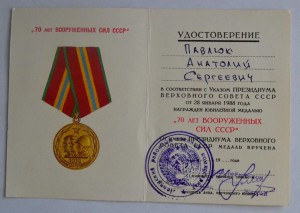 "70 ЛЕТ ВООРУЖЕННЫХ СИЛ СССР"
УДОСТОВЕРЕНИЕ
Павлюк
Анатолий
Сергеевич
В СООТВЕТСТВИИ С УКАЗОМ ПРЕЗИДИУМА
ВЕРХОВНОГО СОВЕТА СССР
ОТ 28 ЯНВАРЯ 1988 ГОДА
НАГРАЖДЕН ЮБИЛЕЙНОЙ МЕДАЛЬЮ
"70 ЛЕТ ВООРУЖЕННЫХ
СИЛ СССР"
ПРЕЗИДИУМА ВЕРХОВНОГО
СОВЕТА СССР МЕДАЛЬ ВРУЧЕНА
19